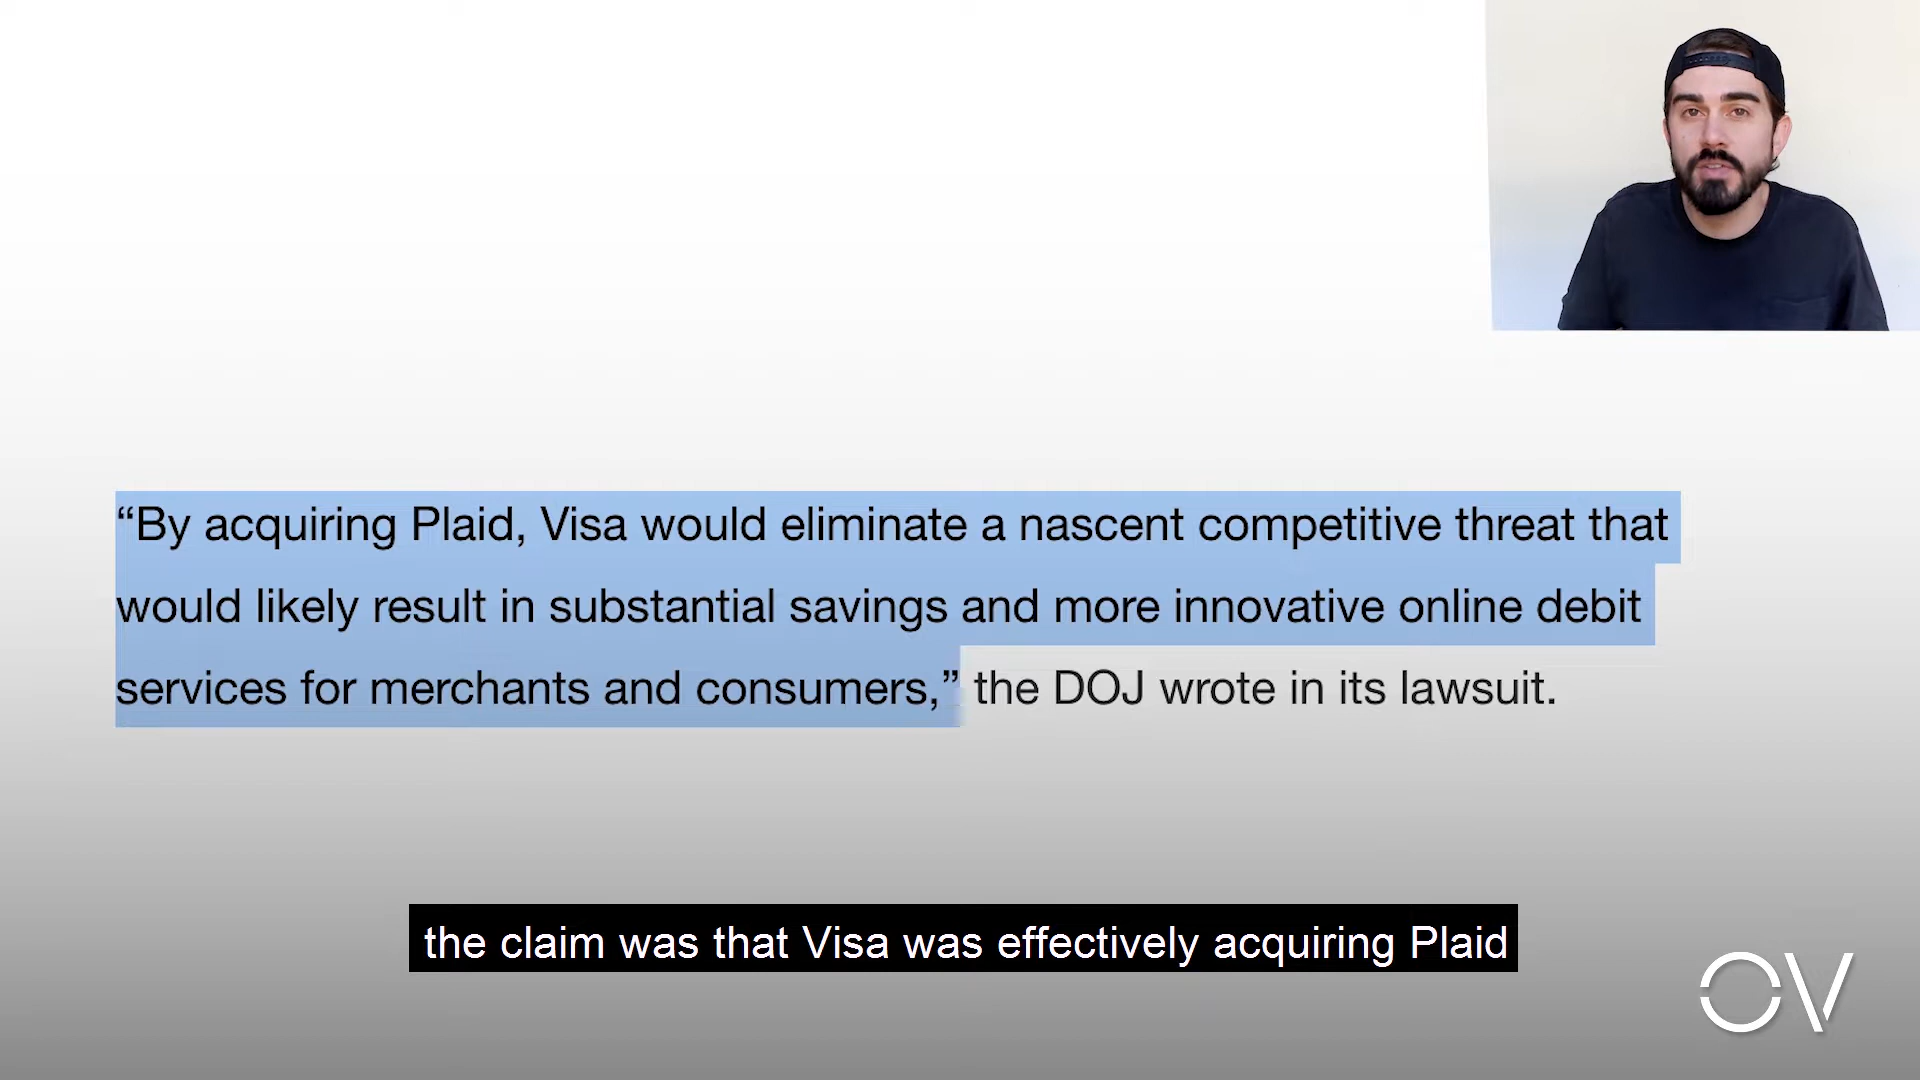 “By acquiring Plaid, Visa would eliminate a nascent competitive threat that
would likely result in substantial savings and more innovative online debit
services for merchants and consumers,” the DOJ wrote in its lawsuit.
the claim was that Visa was effectively acquiring Plaid
OV